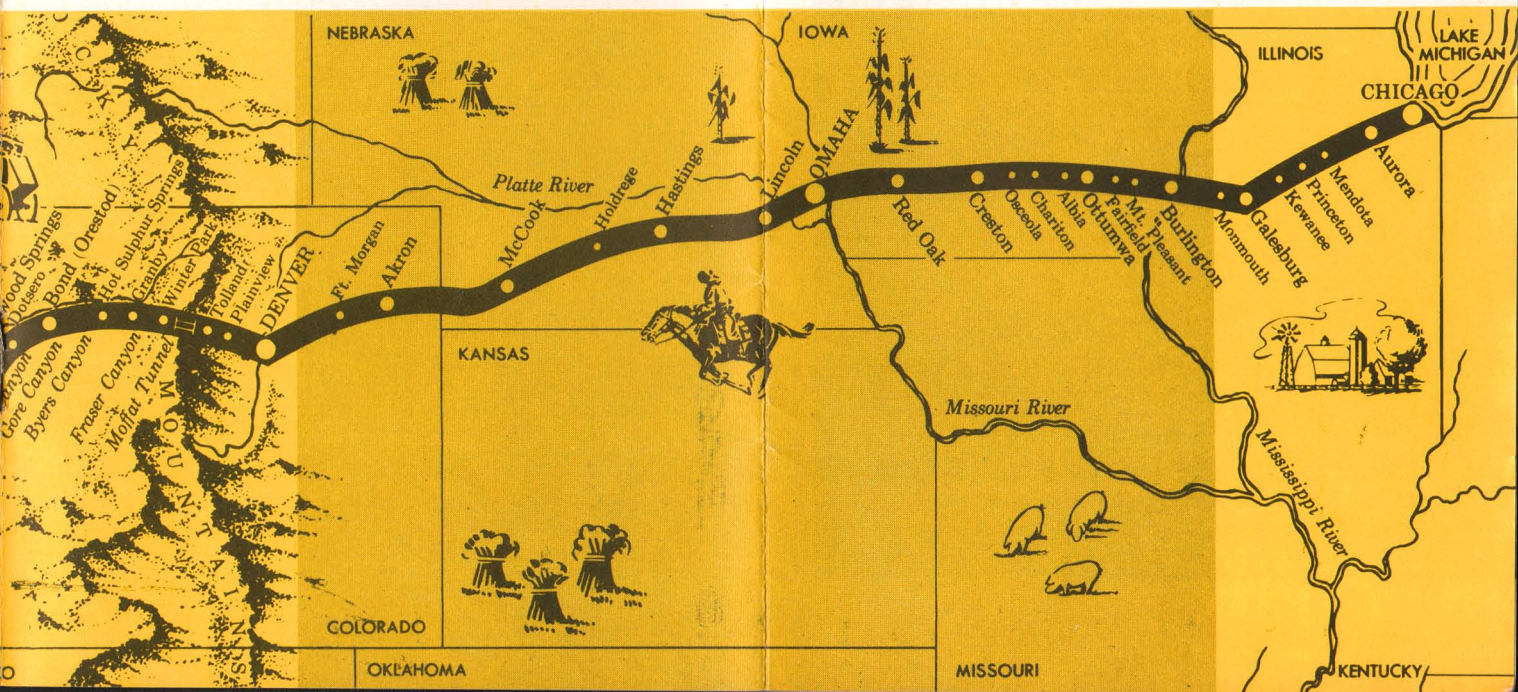 NEBRASKA
IOWA
ILLINOIS
LAKE
MICHIGAN
CHICAGO
Platte River
OMAHA
Lincoln
Hastings
Holdrege
McCook
Akron
Ft. Morgan
DENVER
Plainview
Tolland
Winter Park
Granby
Hot Sulphur Springs
Bond (Orestod)
Dotsero
wood Springs
Gore Canyon
Byers Canyon
Fraser Canyon
Moffat Tunnel
ROCKY
MOUNTAINS
Red Oak
Creston
Osceola
Chariton
Albia
Ottumwa
Fairfield
Mt. Pleasant
Burlington
Monmouth
Galesburg
Kewanee
Princeton
Mendota
Aurora
KANSAS
Missouri River
Mississippi River
COLORADO
OKLAHOMA
MISSOURI
KENTUCKY